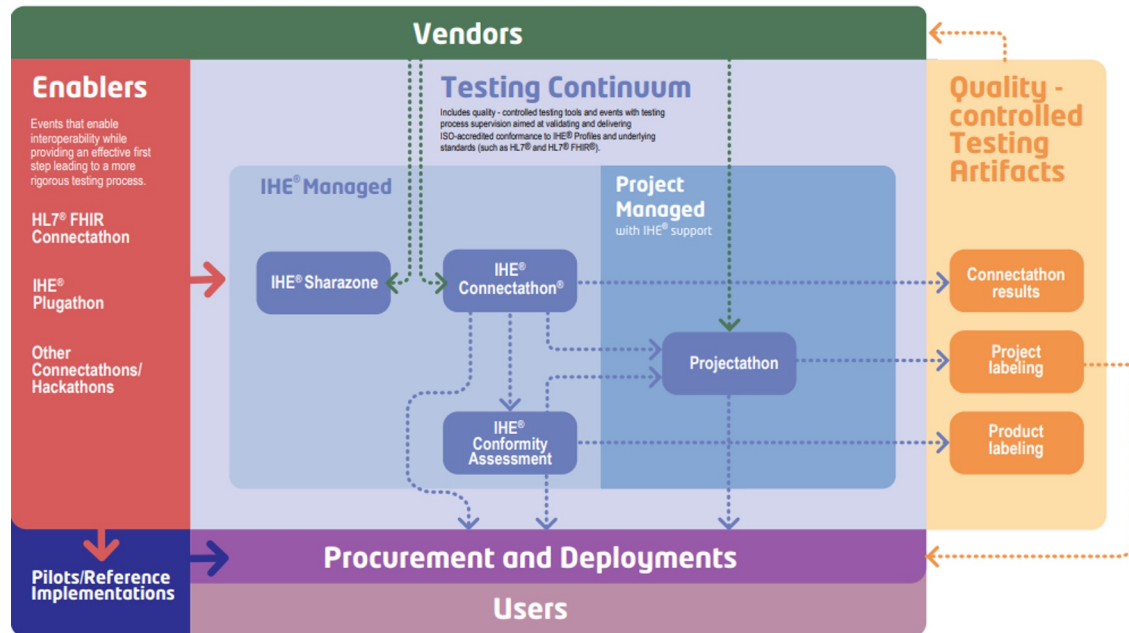 Vendors
Enablers
Events that enable
interoperability while
providing an effective first
step leading to a more
rigorous testing process.
HL7® FHIR
Connectathon
IHE®
Plugathon
Other
Connectathons/
Hackathons
Testing Continuum
Includes quality - controlled testing tools and events with testing
process supervision aimed at validating and delivering
ISO-accredited conformance to IHE® Profiles and underlying
standards (such as HL7® and HL7® FHIR®).
IHE® Managed
IHE® Sharazone
IHE®
Connectathon®
IHE®
Conformity
Assessment
Project
Managed
with IHE® support
Projectathon
Quality -
controlled
Testing
Artifacts
Connectathon
results
Project
labeling
Product
labeling
Pilots/Reference
Implementations
Procurement and Deployments
Users